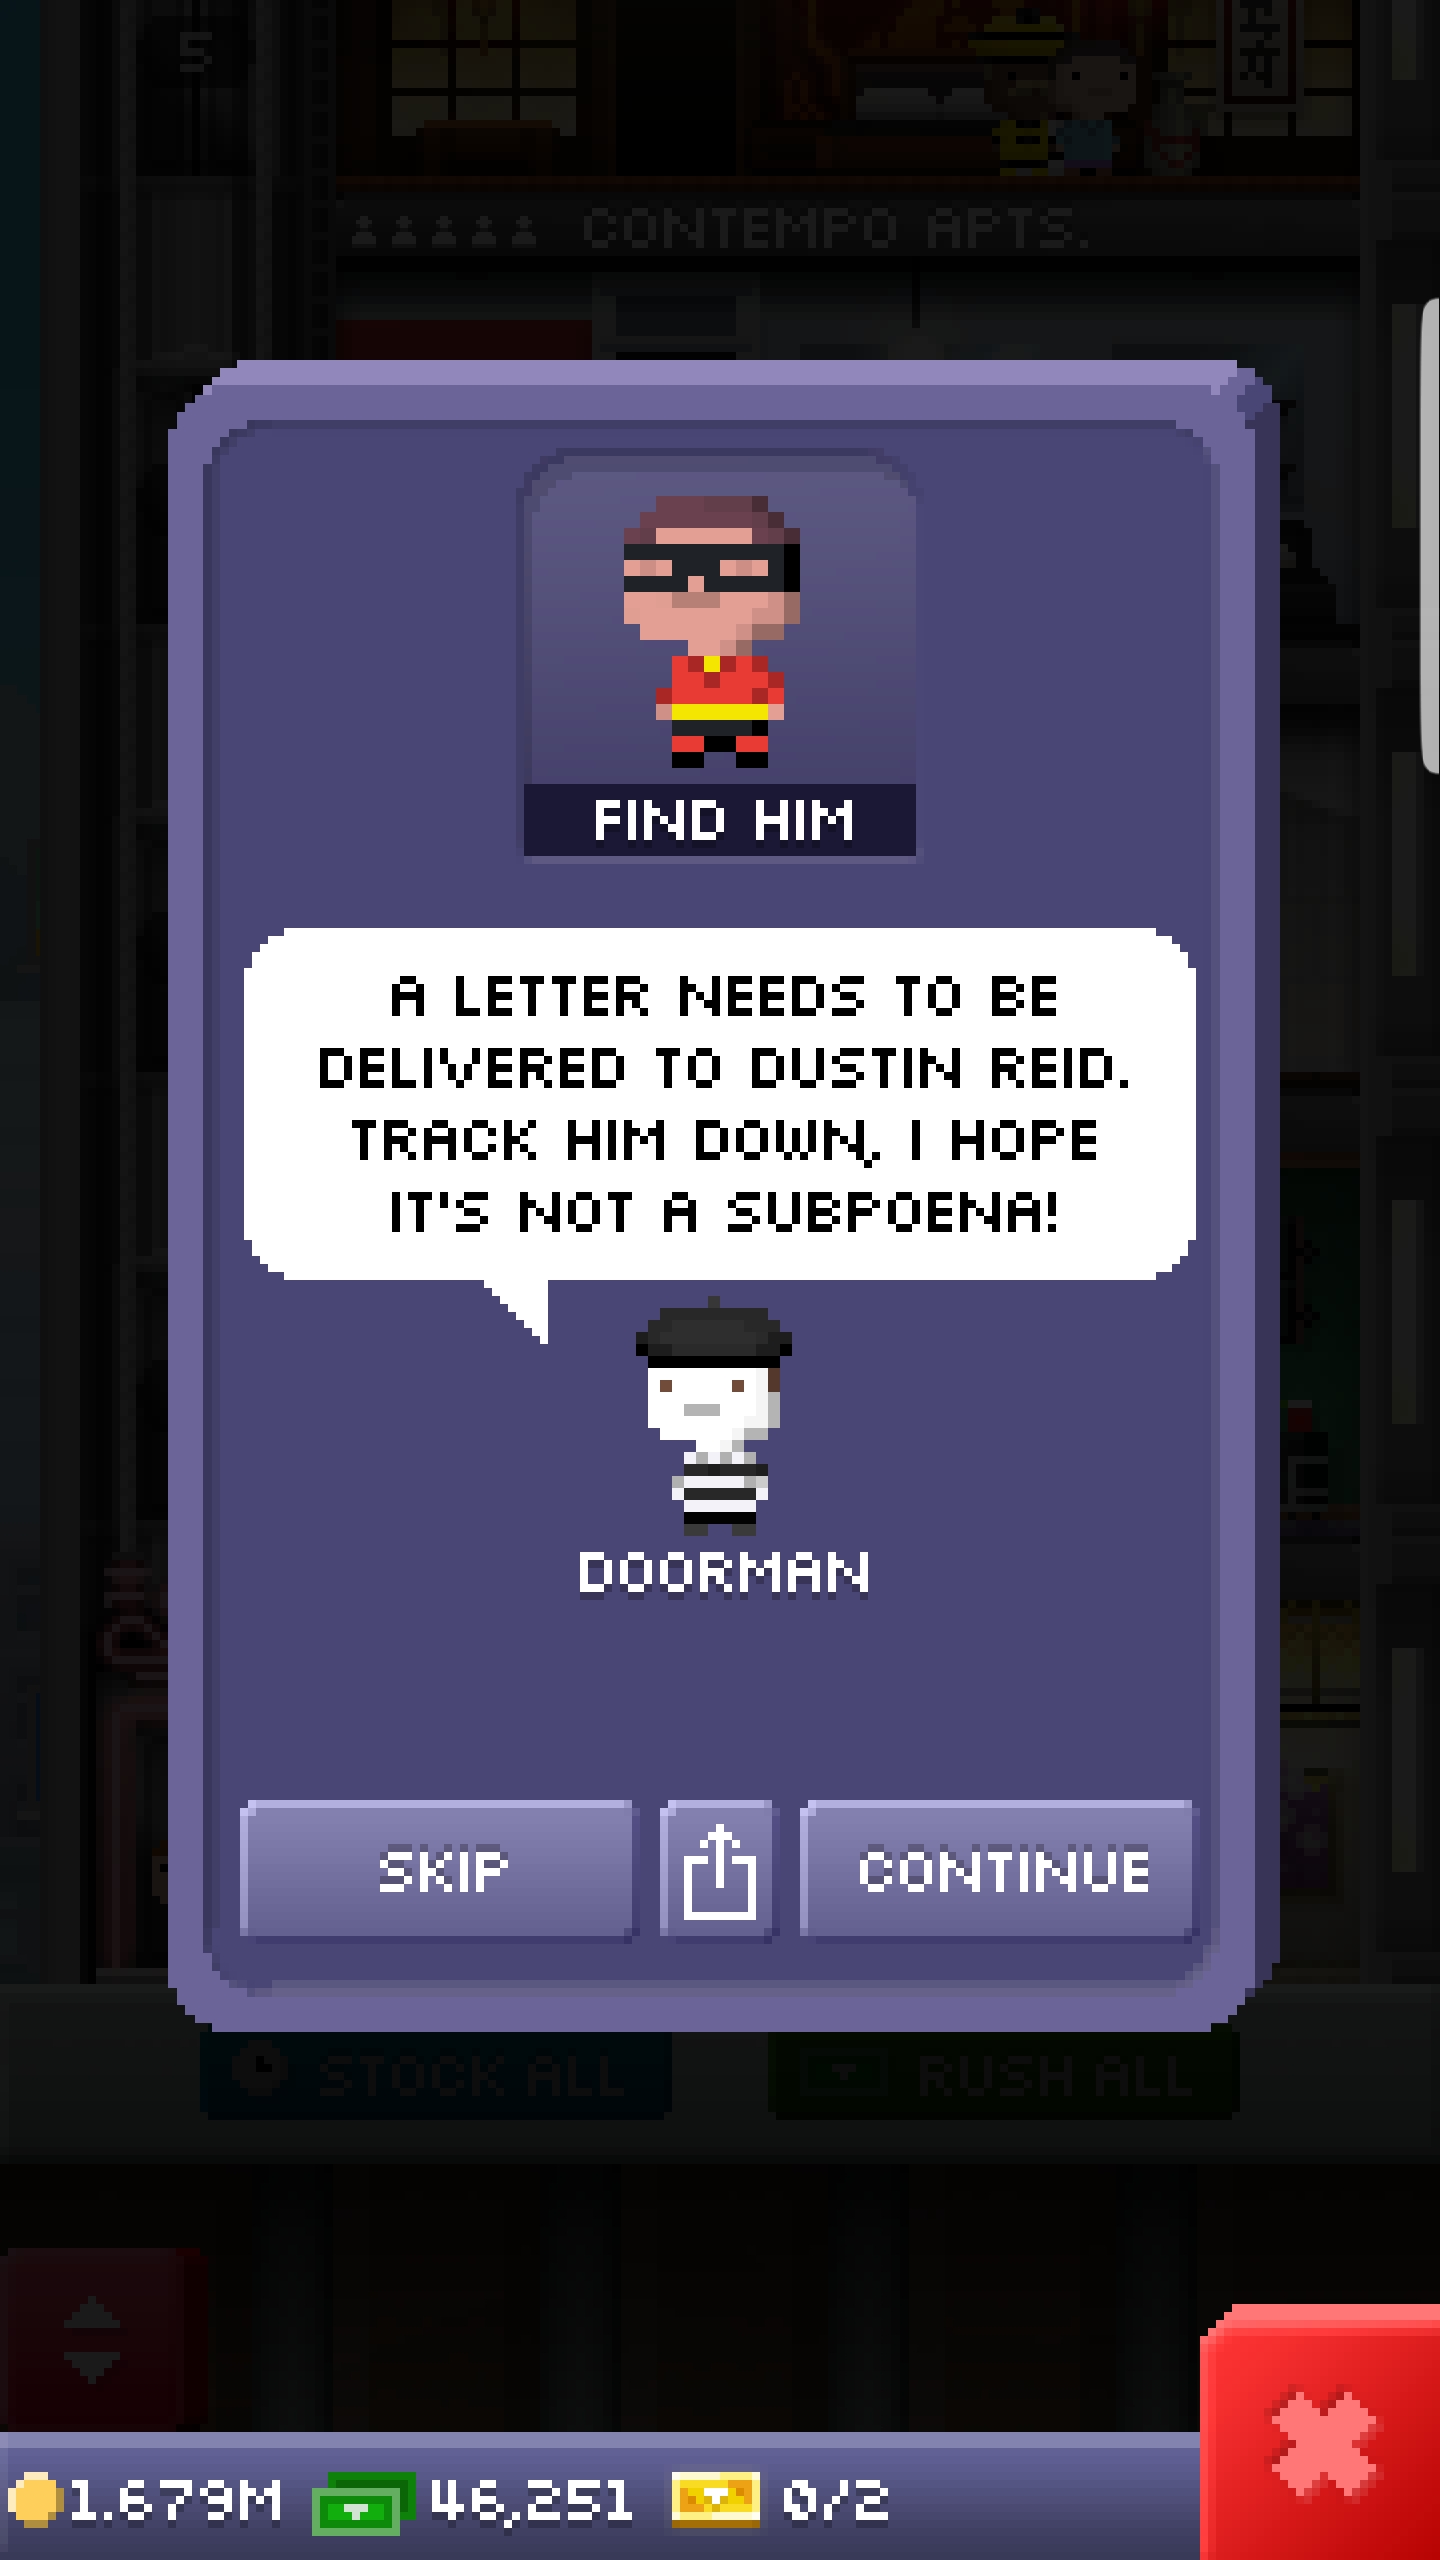 5
CONTEMPO APTS.
FIND HIM
A LETTER NEEDS TO BE
DELIVERED TO DUSTIN REID.
TRACK HIM DOWN, I HOPE
IT'S NOT A SUBPOENA!
DOORMAN
SKIP
CONTINUE
STOCK ALL
RUSH ALL
1.679M
46,251
0/2